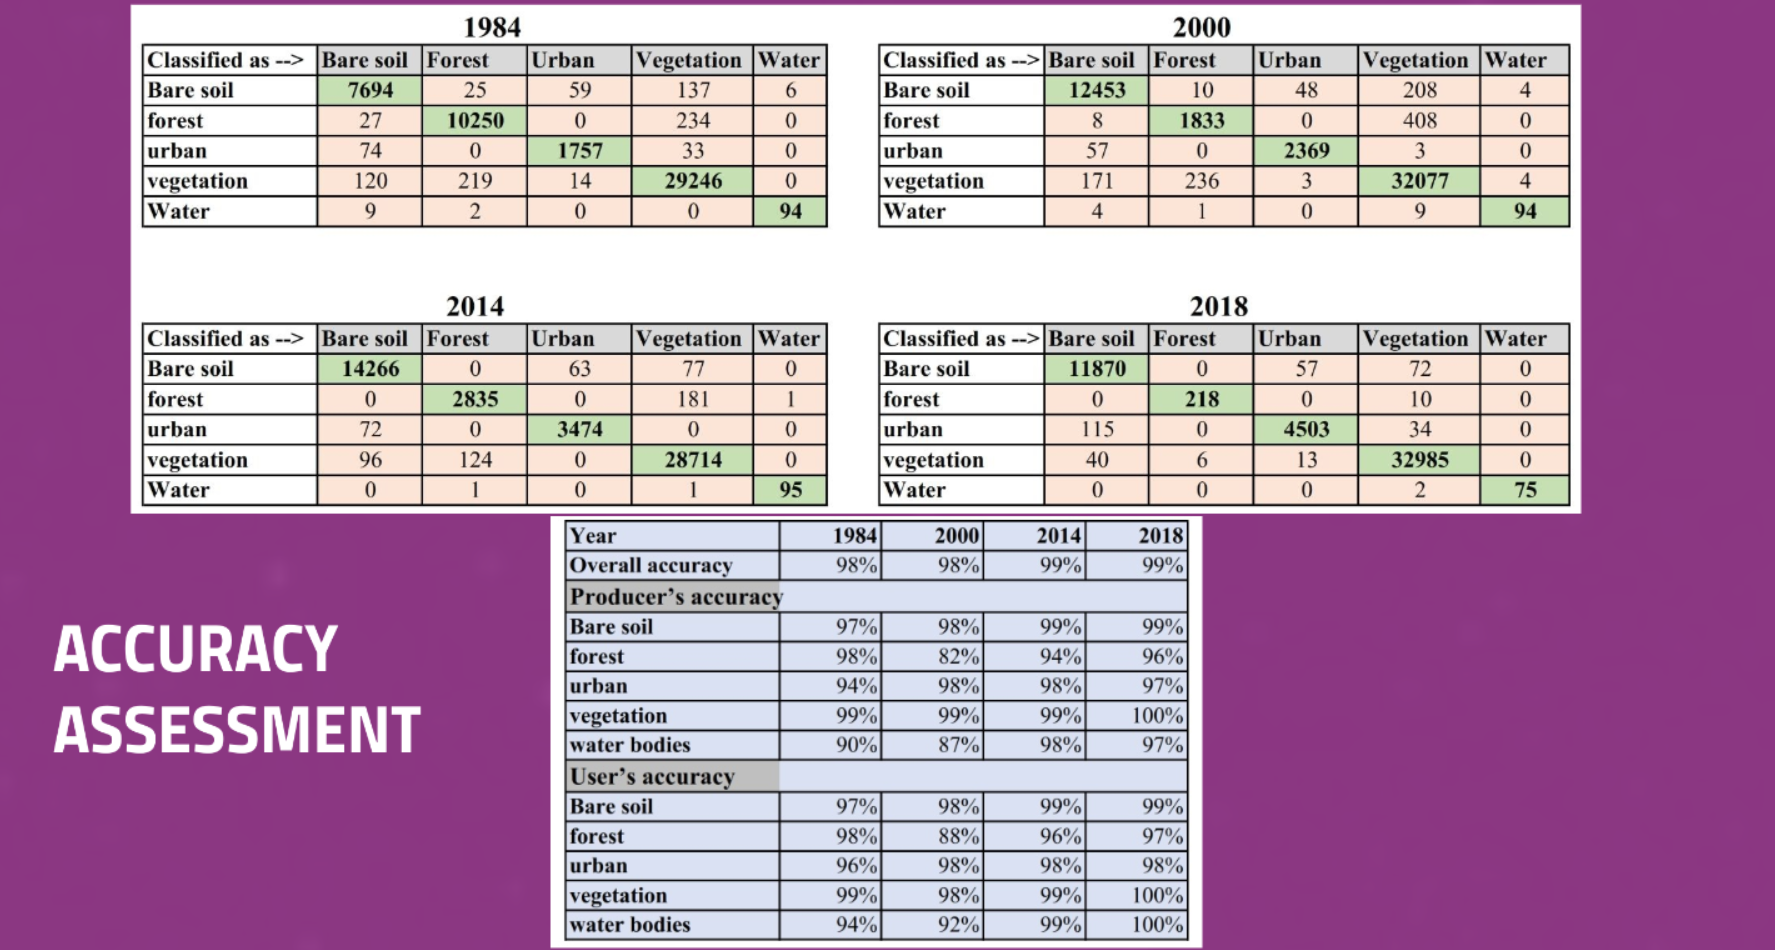 1984
Classified as --> Bare soil Forest Urban Vegetation Water
Bare soil 7694 25 59 137 6
forest 27 10250 0 234 0
urban 74 0 1757 33 0
vegetation 120 219 14 29246 0
Water 9 2 0 0 94
2000
Classified as --> Bare soil Forest Urban Vegetation Water
Bare soil 12453 10 48 208 4
forest 8 1833 0 408 0
urban 57 0 2369 3 0
vegetation 171 236 3 32077 4
Water 4 1 0 9 94
2014
Classified as --> Bare soil Forest Urban Vegetation Water
Bare soil 14266 0 63 77 0
forest 0 2835 0 181 1
urban 72 0 3474 0 0
vegetation 96 124 0 28714 0
Water 0 1 0 1 95
2018
Classified as --> Bare soil Forest Urban Vegetation Water
Bare soil 11870 0 57 72 0
forest 0 218 0 10 0
urban 115 0 4503 34 0
vegetation 40 6 13 32985 0
Water 0 0 0 2 75
ACCURACY
ASSESSMENT
Year 1984 2000 2014 2018
Overall accuracy 98% 98% 99% 99%
Producer’s accuracy
Bare soil 97% 98% 99% 99%
forest 98% 82% 94% 96%
urban 94% 98% 98% 97%
vegetation 99% 99% 99% 100%
water bodies 90% 87% 98% 97%
User’s accuracy
Bare soil 97% 98% 99% 99%
forest 98% 88% 96% 97%
urban 96% 98% 98% 98%
vegetation 99% 98% 99% 100%
water bodies 94% 92% 99% 100%